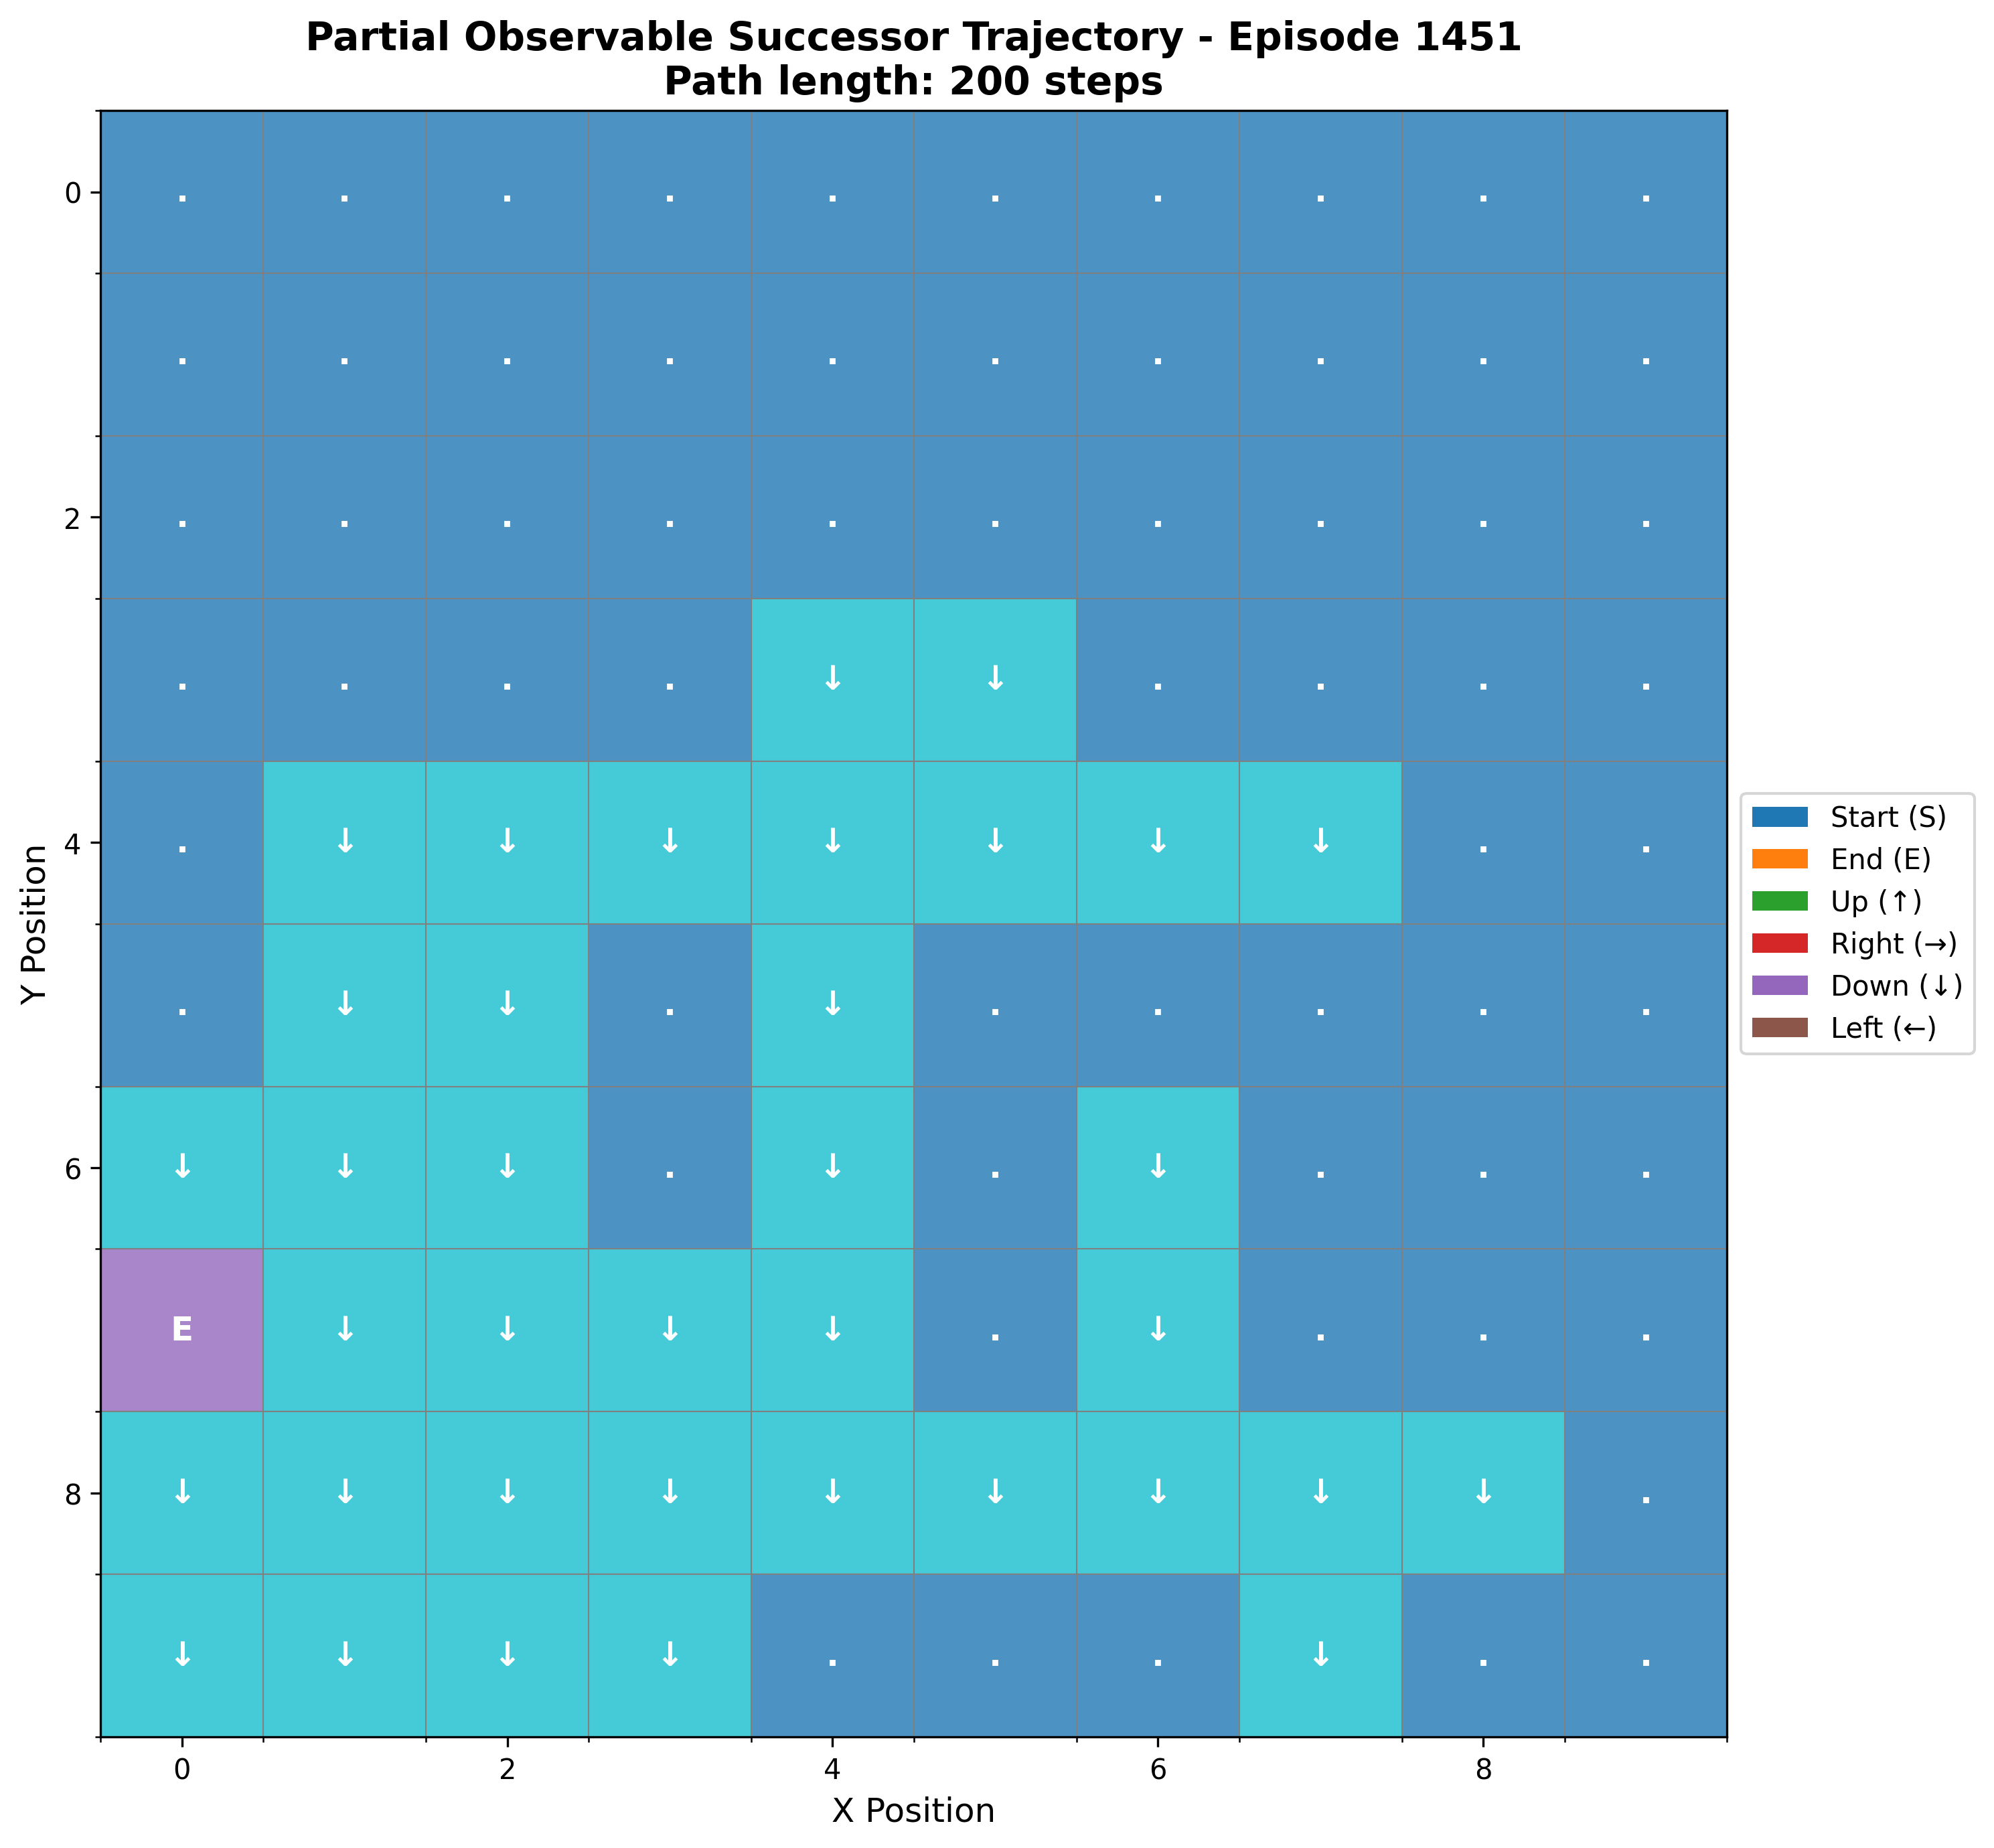 Partial Observable Successor Trajectory - Episode 1451
Path length: 200 steps
0 . . . . . . . . . .
. . . . . . . . . .
2 . . . . . . . . . .
. . . . ↓ ↓ . . . .
4 . ↓ ↓ ↓ ↓ ↓ ↓ ↓ . .
. ↓ ↓ . ↓ . . . . .
6 ↓ ↓ ↓ . ↓ . ↓ . . .
E ↓ ↓ ↓ ↓ . ↓ . . .
8 ↓ ↓ ↓ ↓ ↓ ↓ ↓ ↓ ↓ .
↓ ↓ ↓ ↓ . . . ↓ . .
0 2 4 6 8
X Position
Y Position
Start (S)
End (E)
Up (↑)
Right (→)
Down (↓)
Left (←)